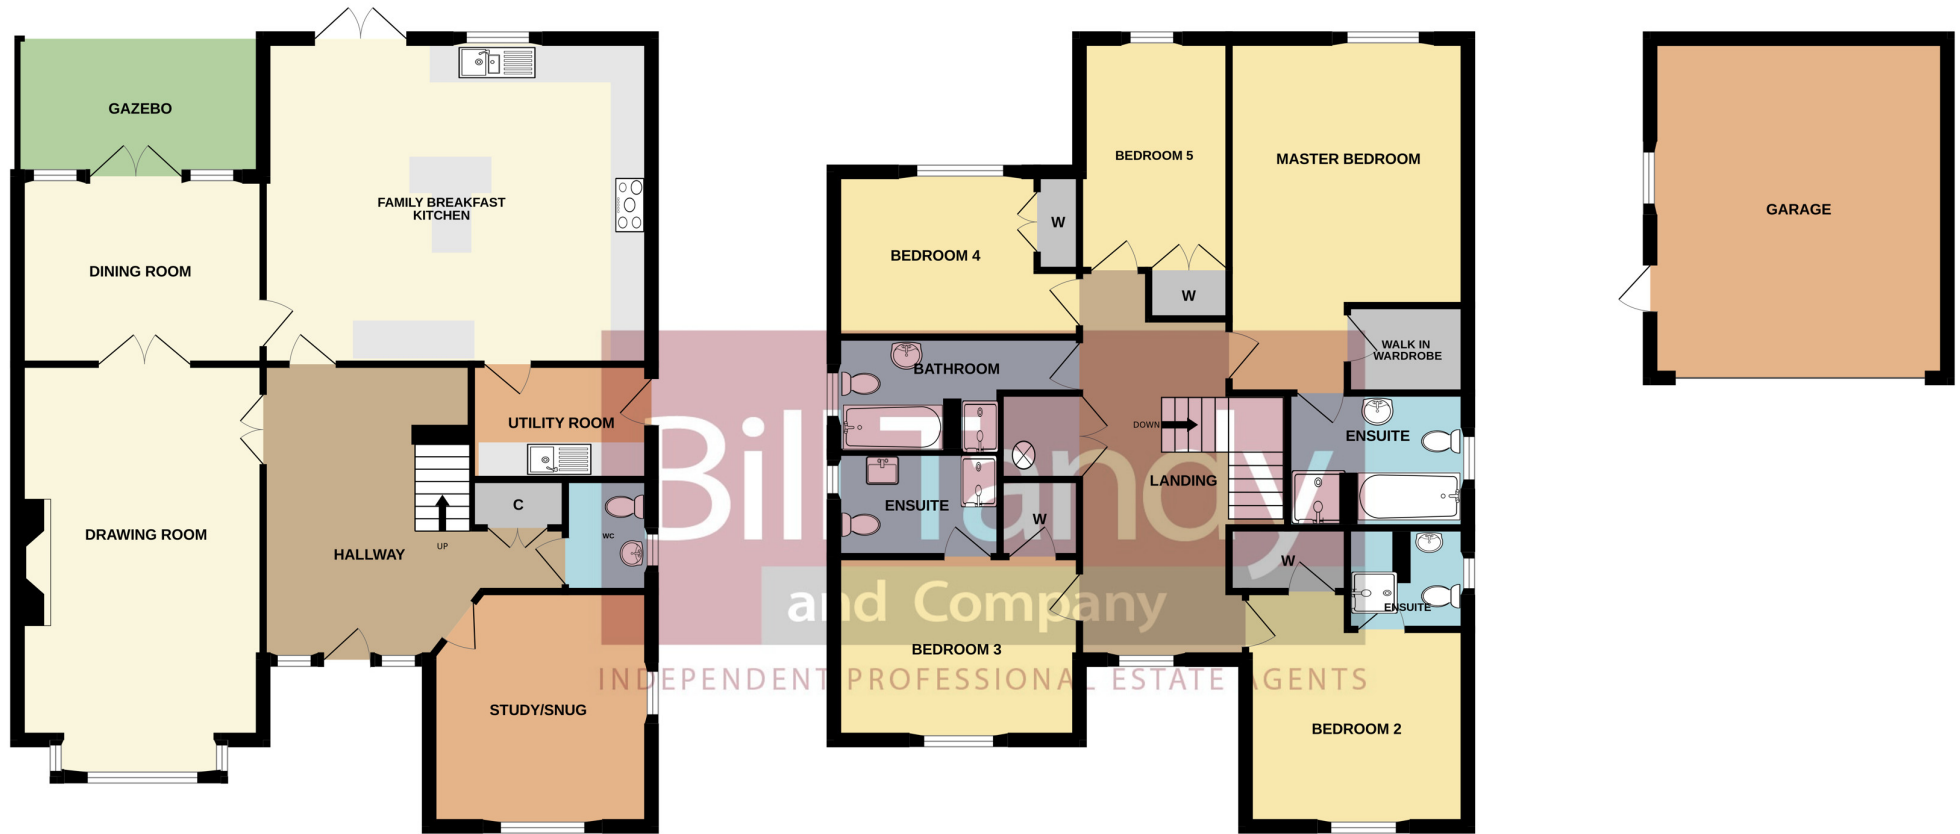 GAZEBO
FAMILY BREAKFAST
KITCHEN
DINING ROOM
UTILITY ROOM
C
WC
DRAWING ROOM
HALLWAY
UP
STUDY/SNUG
BEDROOM 5
MASTER BEDROOM
BEDROOM 4
W
W
WALK IN
WARDROBE
BATHROOM
DOWN
ENSUITE
LANDING
ENSUITE
W
W
ENSUITE
BEDROOM 3
BEDROOM 2
GARAGE
Bill Tandy
and Company
INDEPENDENT PROFESSIONAL ESTATE AGENTS